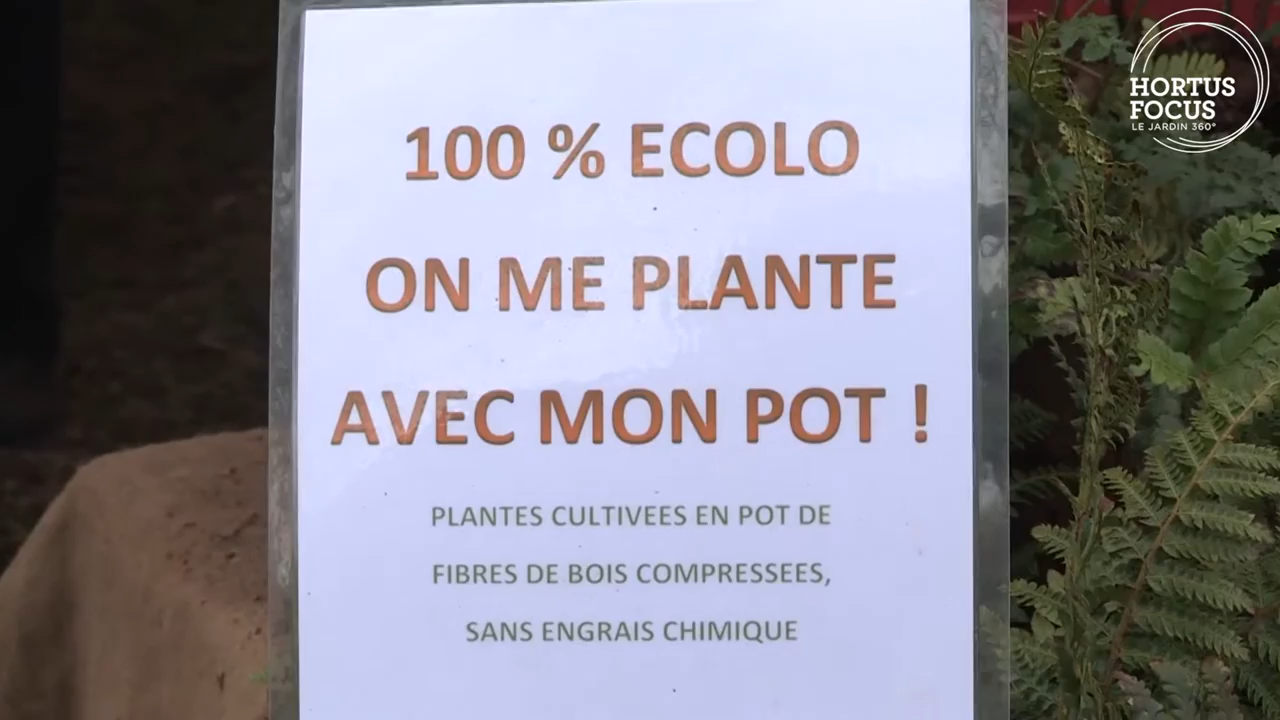 100 % ECOLO
ON ME PLANTE
AVEC MON POT !
PLANTES CULTIVEES EN POT DE
FIBRES DE BOIS COMPRESSEES,
SANS ENGRAIS CHIMIQUE
HORTUS
FOCUS
LE JARDIN 360°